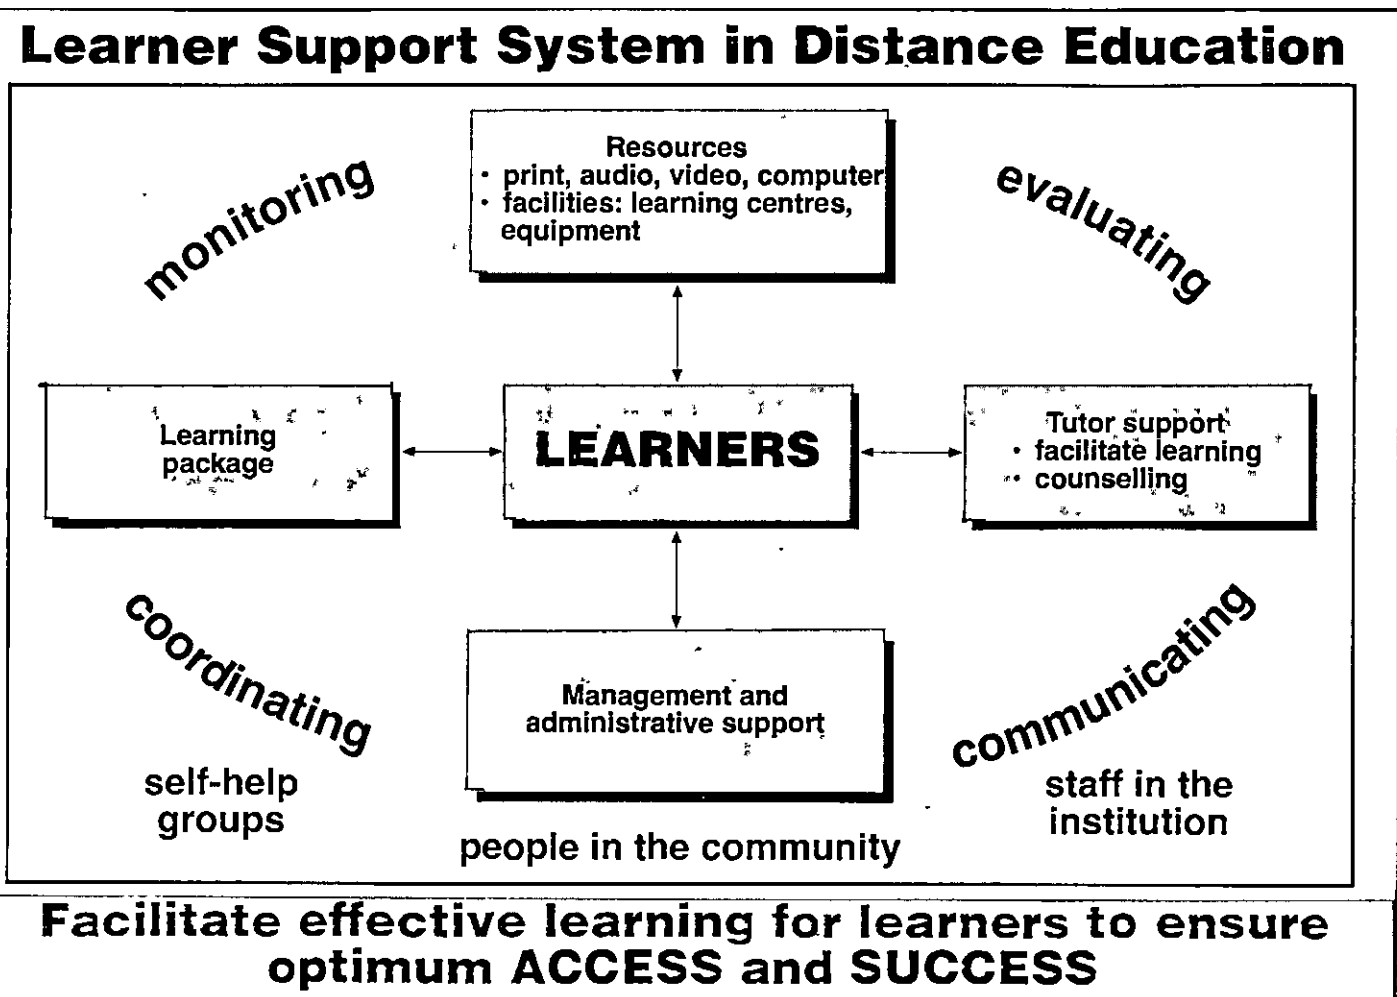 Learner Support System in Distance Education
monitoring
Resources
• print, audio, video, computer
• facilities: learning centres,
equipment
evaluating
Learning
package
LEARNERS
Tutor support
• facilitate learning
• counselling
coordinating
Management and
administrative support
communicating
self-help
groups
people in the community
staff in the
institution
Facilitate effective learning for learners to ensure
optimum ACCESS and SUCCESS